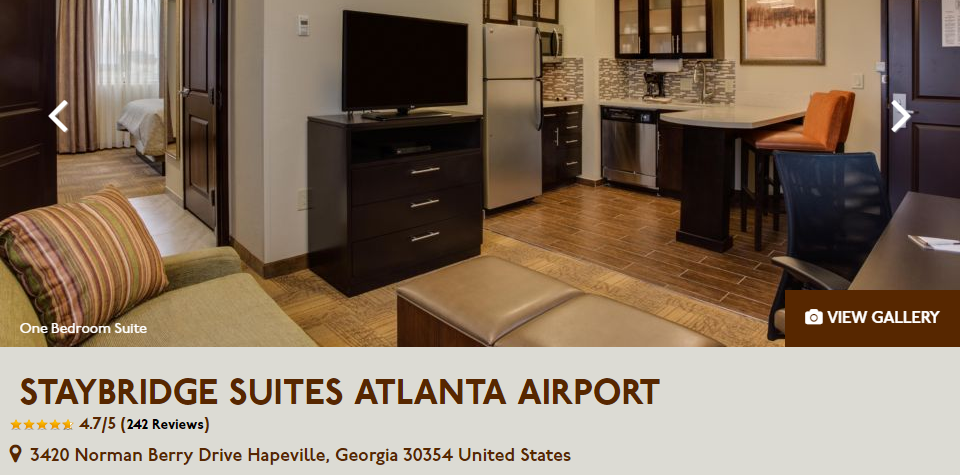 One Bedroom Suite
VIEW GALLERY
STAYBRIDGE SUITES ATLANTA AIRPORT
4.7/5 (242 Reviews)
3420 Norman Berry Drive Hapeville, Georgia 30354 United States